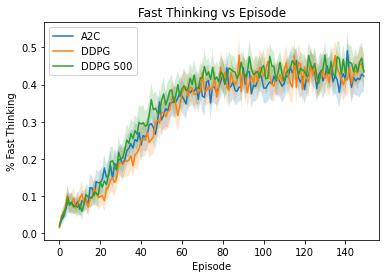 Fast Thinking vs Episode
A2C
DDPG
DDPG 500
% Fast Thinking
0.5
0.4
0.3
0.2
0.1
0.0
0 20 40 60 80 100 120 140
Episode